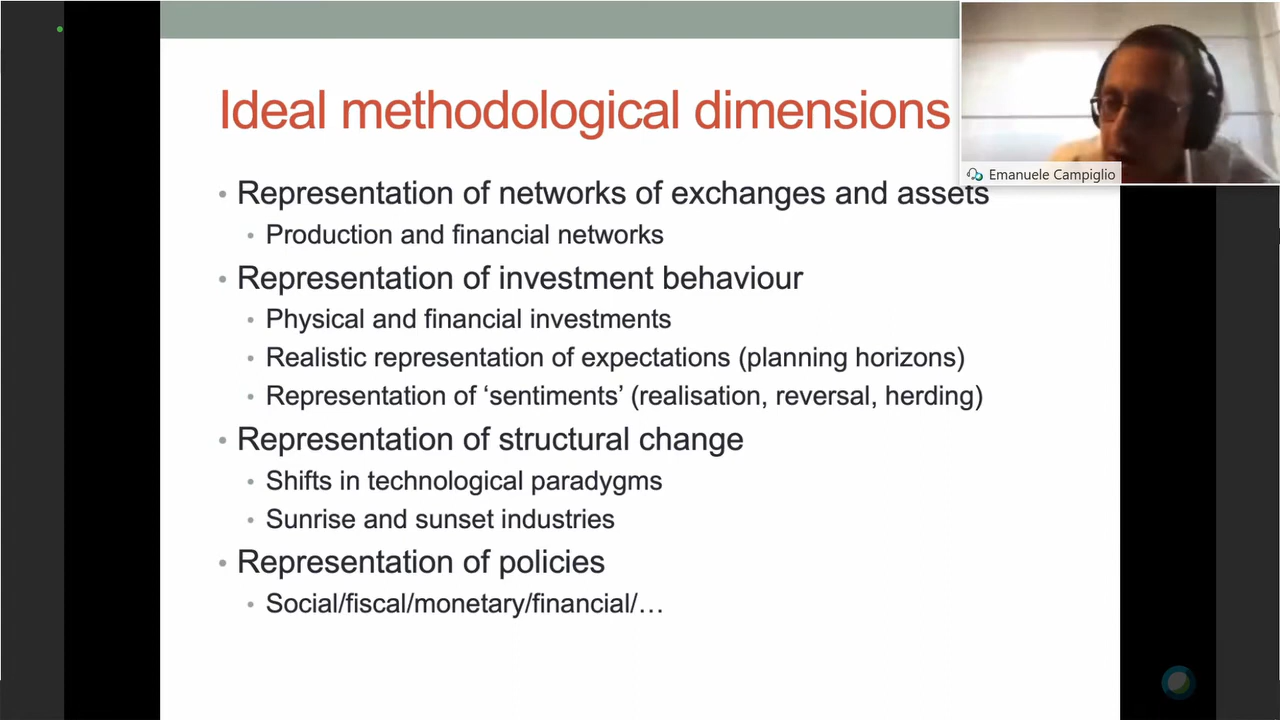 Ideal methodological dimensions
Emanuele Campiglio
• Representation of networks of exchanges and assets
• Production and financial networks
• Representation of investment behaviour
• Physical and financial investments
• Realistic representation of expectations (planning horizons)
• Representation of ‘sentiments’ (realisation, reversal, herding)
• Representation of structural change
• Shifts in technological paradygms
• Sunrise and sunset industries
• Representation of policies
• Social/fiscal/monetary/financial/…